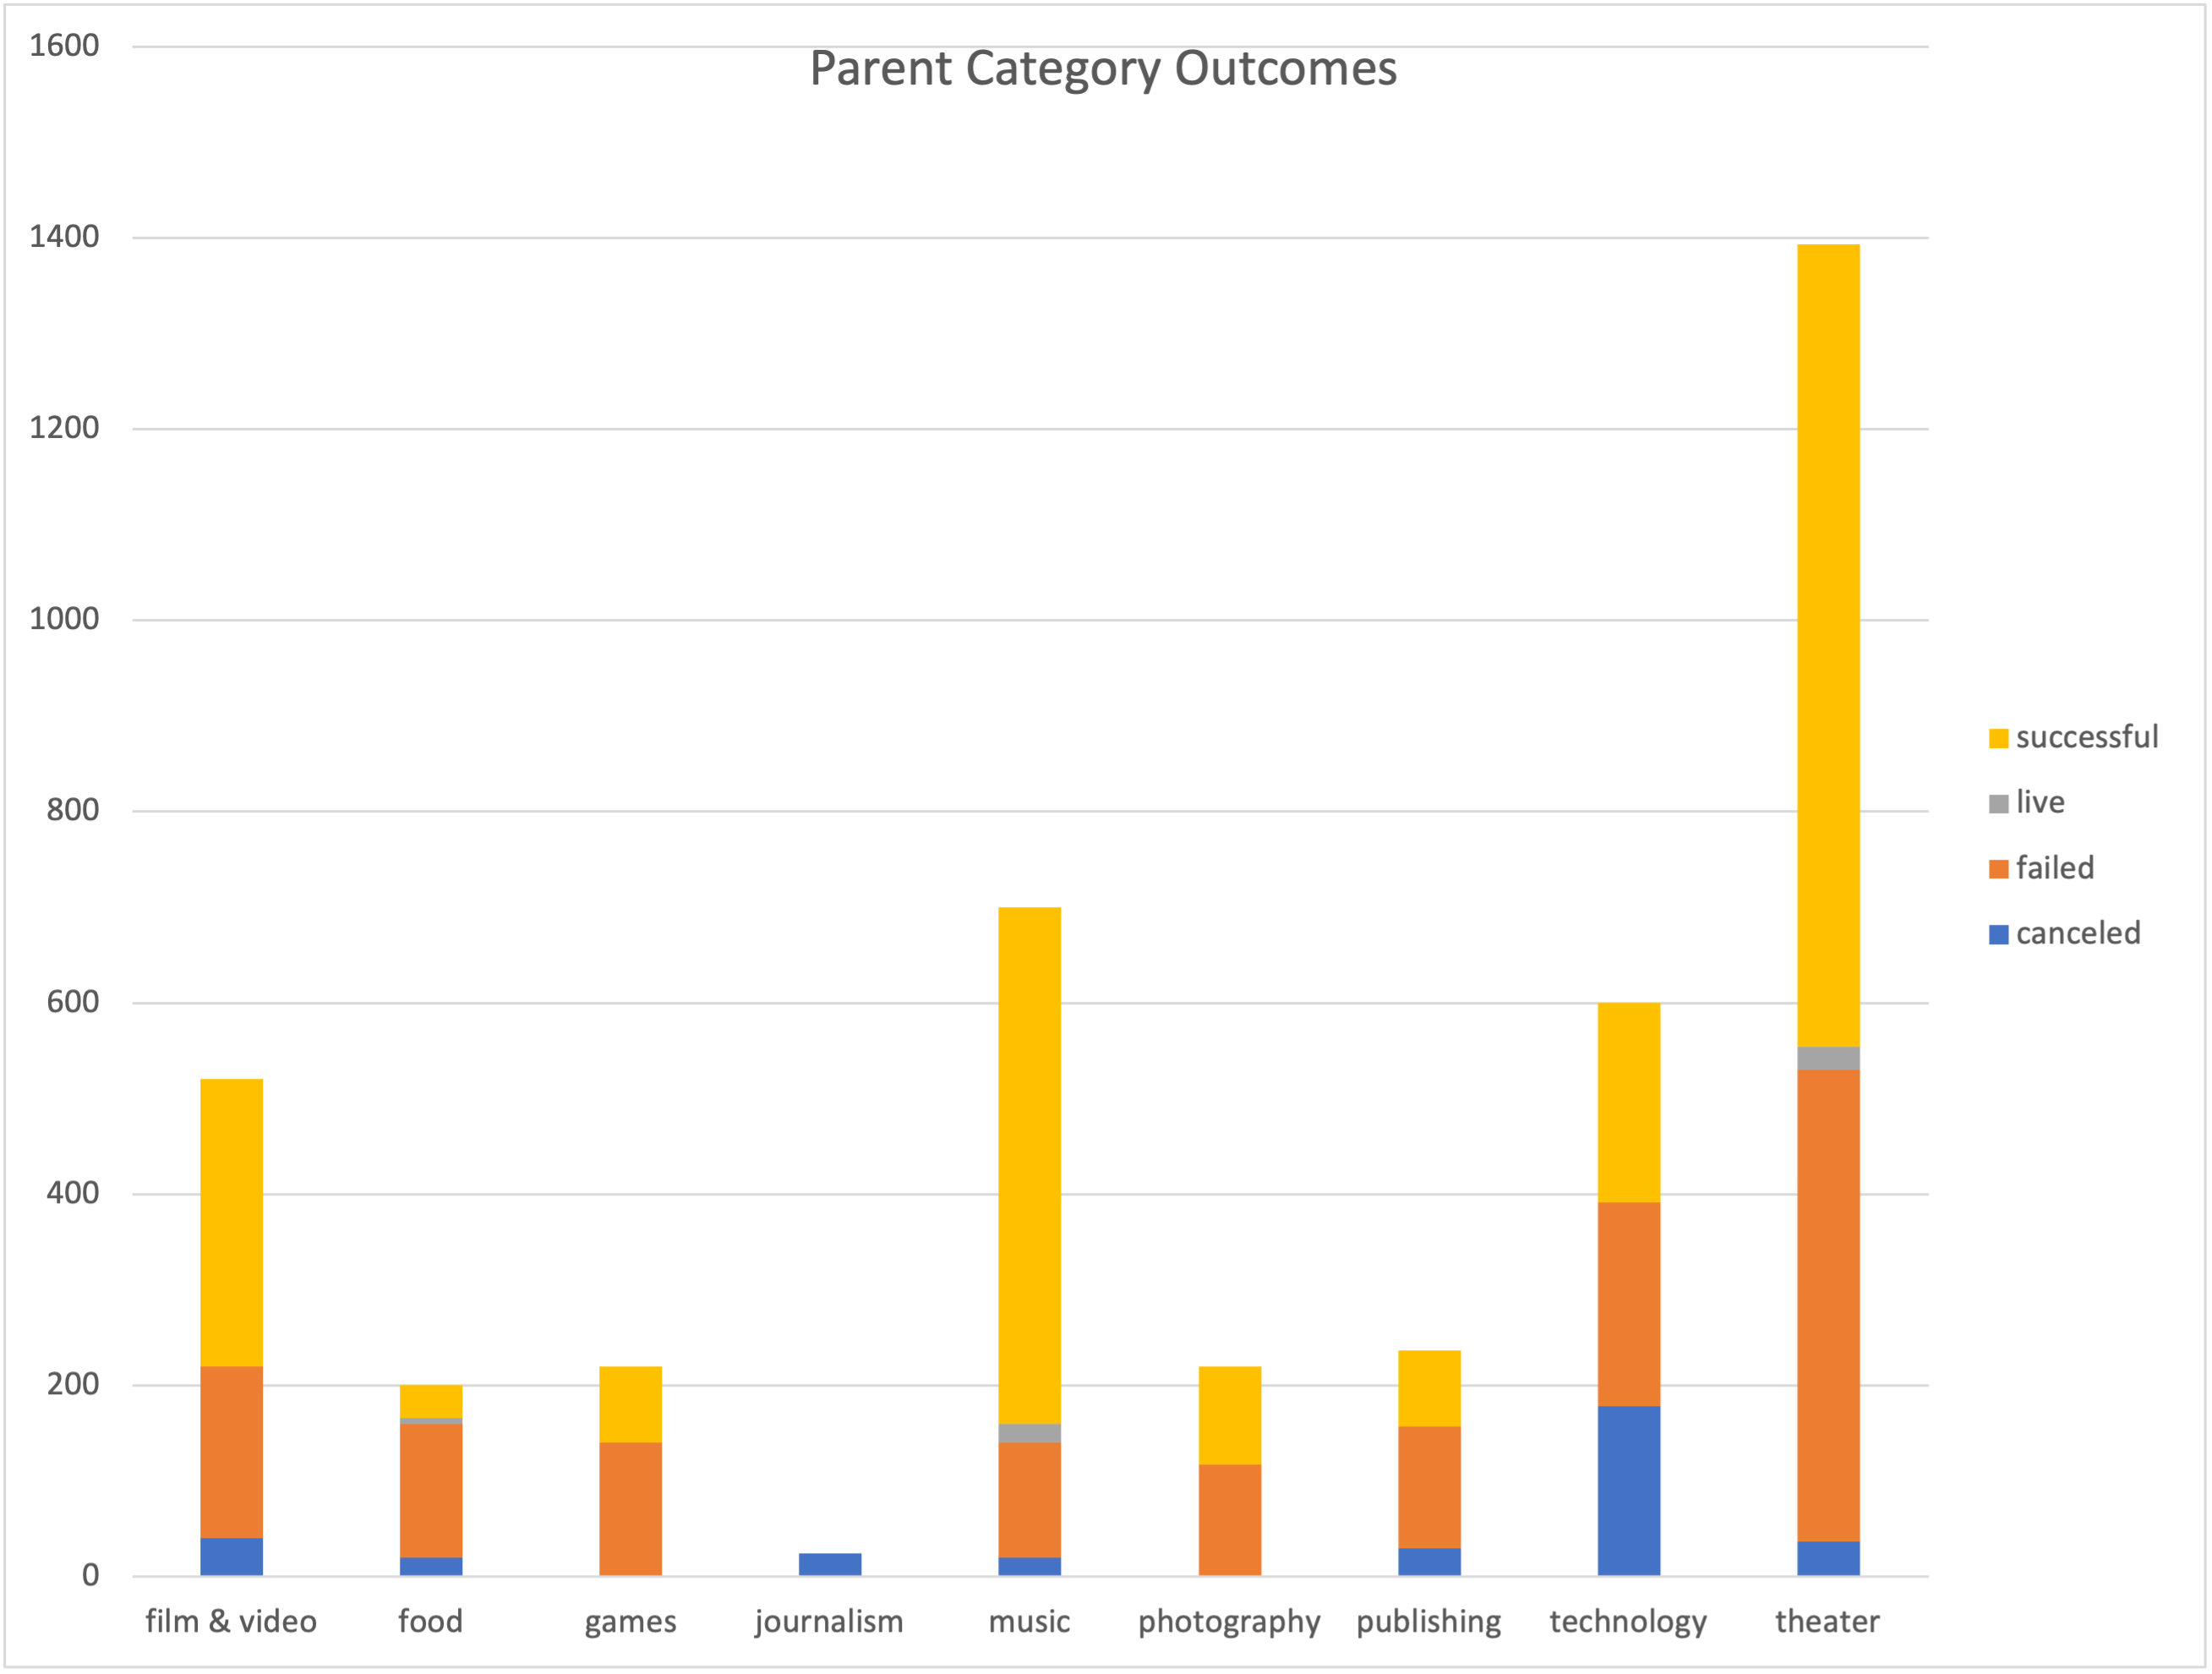 Parent Category Outcomes
1600
1400
1200
1000
800
600
400
200
0
film & video food games journalism music photography publishing technology theater
successful
live
failed
canceled